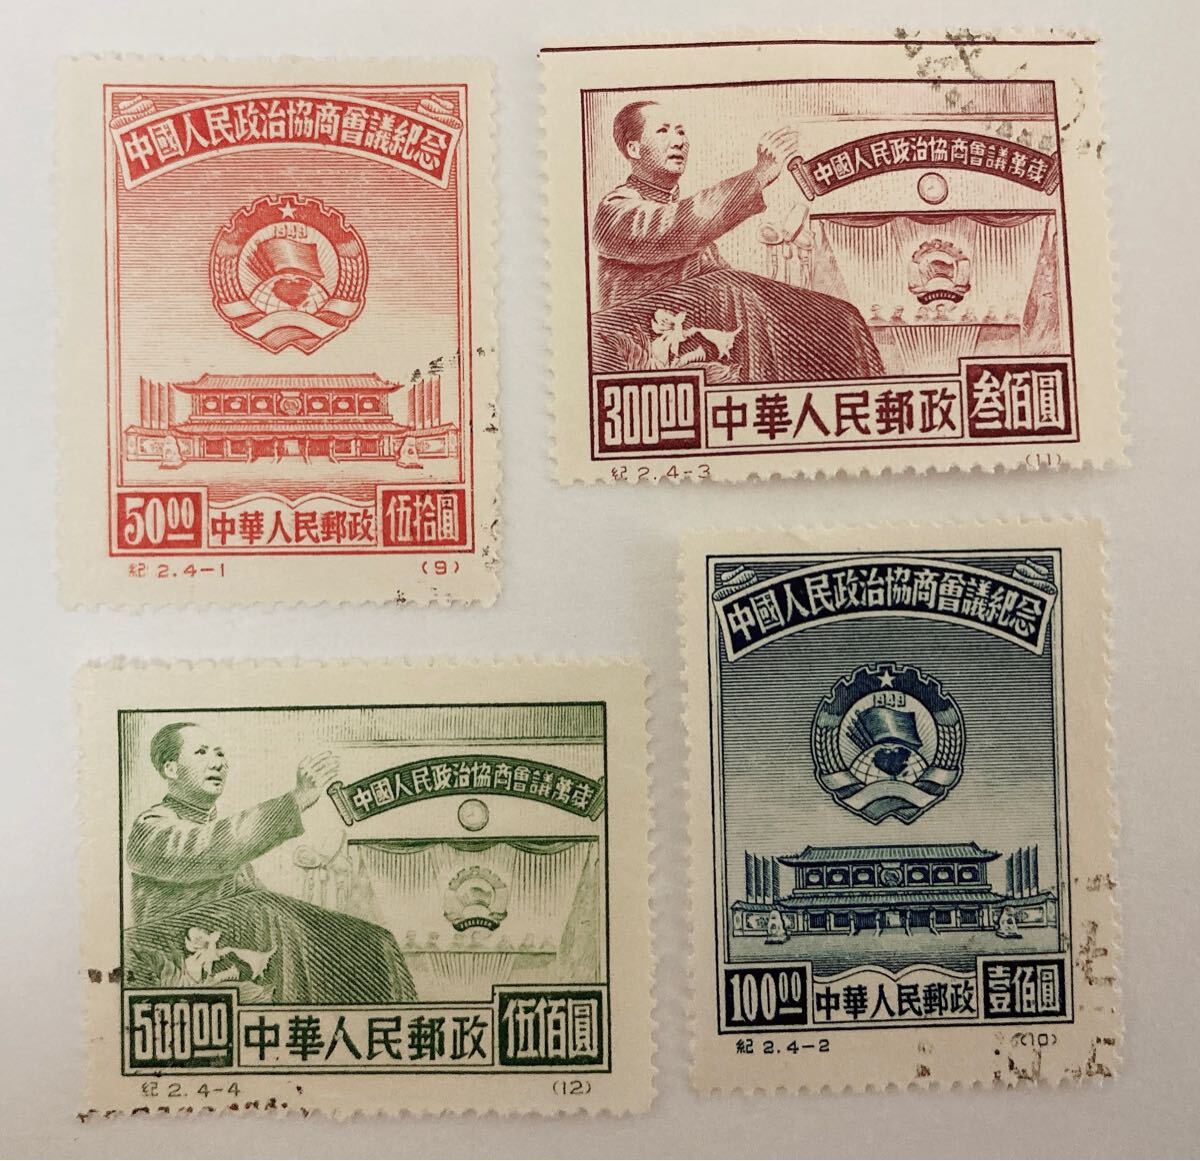 中國人民政治協商會議紀念
1949
50.00 中華人民郵政 伍拾圓
紀 2.4-1 (9)
中國人民政治協商會議萬歲
300.00 中華人民郵政 叁佰圓
紀 2.4-3 (11)
中國人民政治協商會議萬歲
500.00 中華人民郵政 伍佰圓
紀 2.4-4 (12)
中國人民政治協商會議紀念
1949
100.00 中華人民郵政 壹佰圓
紀 2.4-2 (10)